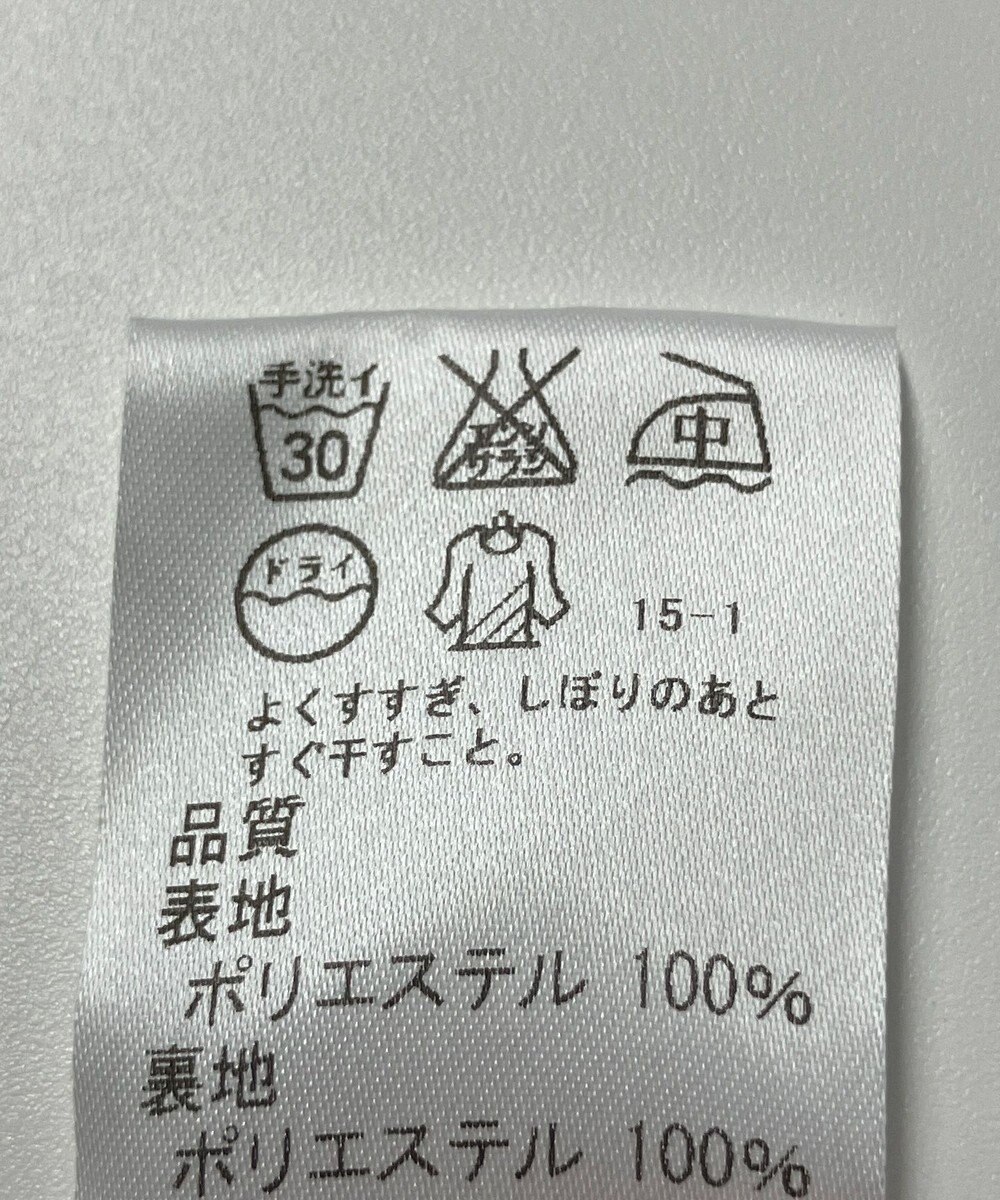 手洗イ
30
エンソ
サラシ
中
ドライ
15-1
よくすすぎ、しぼりのあと
すぐ干すこと。
品質
表地
ポリエステル 100%
裏地
ポリエステル 100%